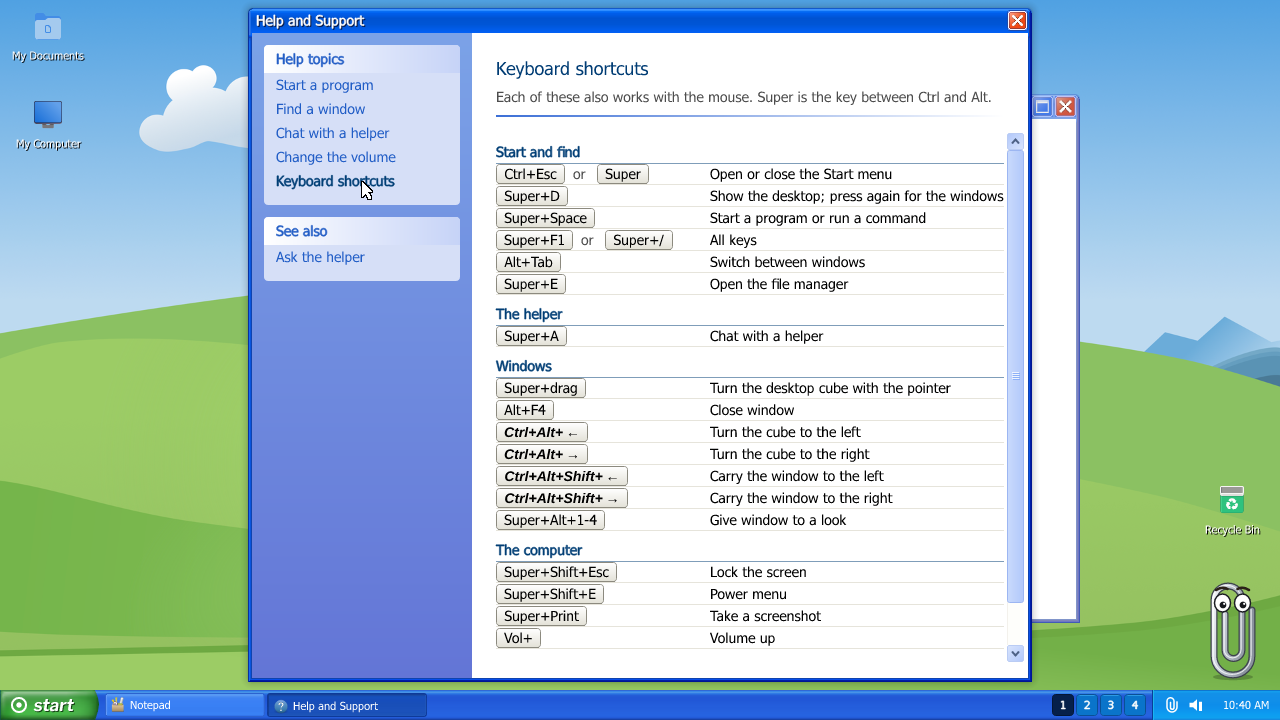 Help and Support
My Documents
My Computer
Help topics
Start a program
Find a window
Chat with a helper
Change the volume
Keyboard shortcuts
See also
Ask the helper
Keyboard shortcuts
Each of these also works with the mouse. Super is the key between Ctrl and Alt.
Start and find
Ctrl+Esc or Super Open or close the Start menu
Super+D Show the desktop; press again for the windows
Super+Space Start a program or run a command
Super+F1 or Super+/ All keys
Alt+Tab Switch between windows
Super+E Open the file manager
The helper
Super+A Chat with a helper
Windows
Super+drag Turn the desktop cube with the pointer
Alt+F4 Close window
Ctrl+Alt+ ← Turn the cube to the left
Ctrl+Alt+ → Turn the cube to the right
Ctrl+Alt+Shift+ ← Carry the window to the left
Ctrl+Alt+Shift+ → Carry the window to the right
Super+Alt+1-4 Give window to a look
The computer
Super+Shift+Esc Lock the screen
Super+Shift+E Power menu
Super+Print Take a screenshot
Vol+ Volume up
Recycle Bin
start Notepad Help and Support 1 2 3 4 10:40 AM